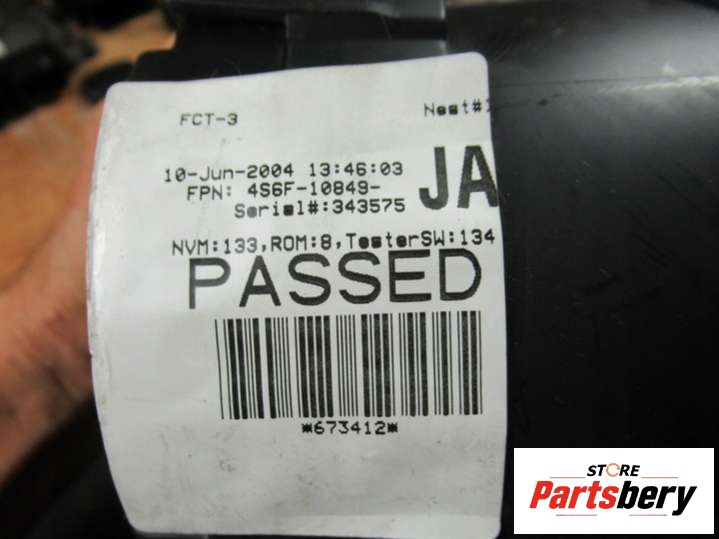 FCT-3 Nest#
10-Jun-2004 13:46:03
FPN: 4S6F-10849- JA
Serial#:343575
NVM:133,ROM:8,TesterSW:134
PASSED
*673412*
STORE
Partsbery